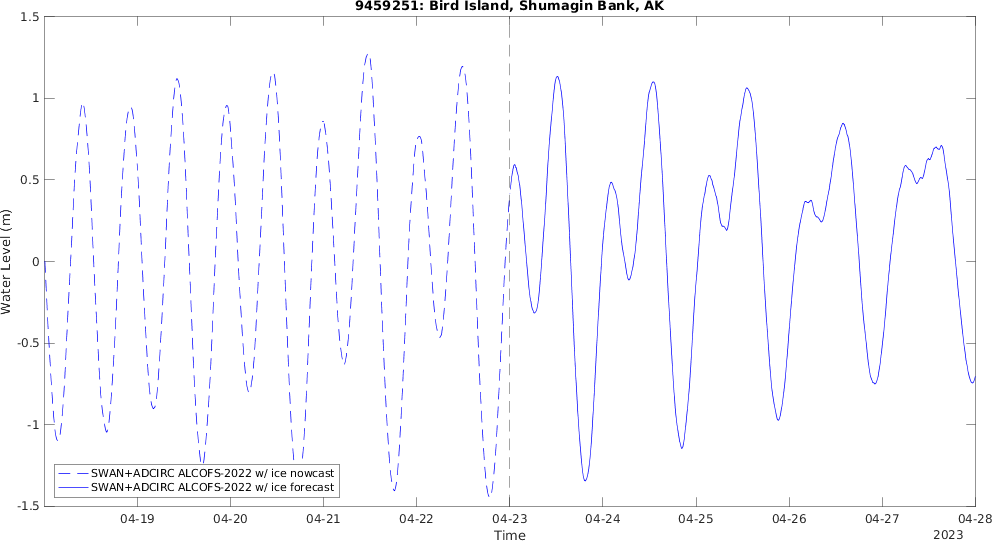 9459251: Bird Island, Shumagin Bank, AK
1.5
1
0.5
0
-0.5
-1
-1.5
Water Level (m)
SWAN+ADCIRC ALCOFS-2022 w/ ice nowcast
SWAN+ADCIRC ALCOFS-2022 w/ ice forecast
04-19 04-20 04-21 04-22 04-23 04-24 04-25 04-26 04-27 04-28
Time
2023